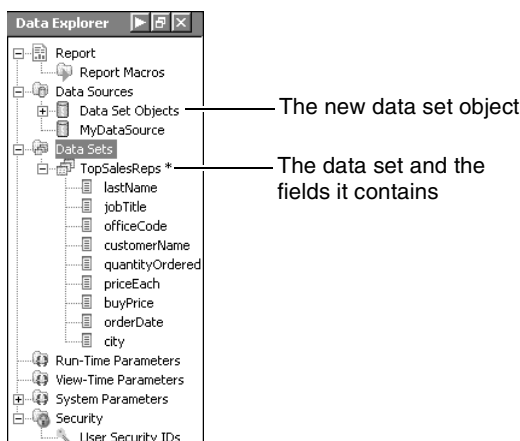 Data Explorer
Report
Report Macros
Data Sources
Data Set Objects
The new data set object
MyDataSource
Data Sets
TopSalesReps *
The data set and the
fields it contains
lastName
jobTitle
officeCode
customerName
quantityOrdered
priceEach
buyPrice
orderDate
city
Run-Time Parameters
View-Time Parameters
System Parameters
Security
User Security IDs